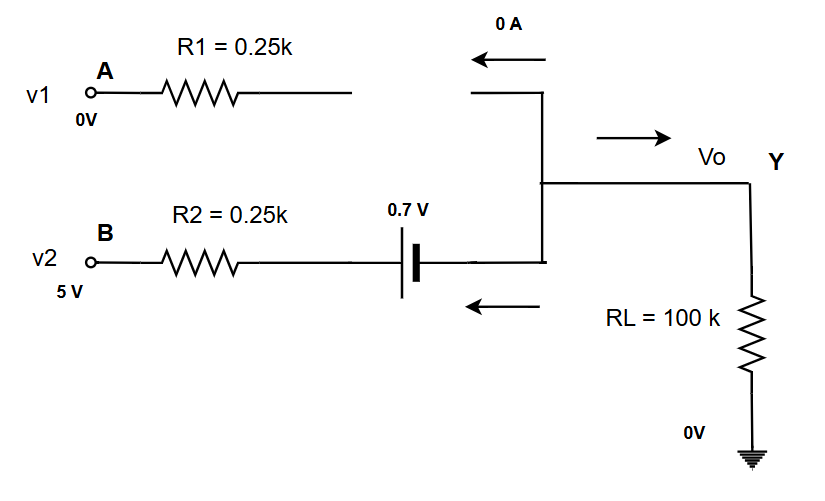 0 A
R1 = 0.25k
A
v1
0V
Vo
Y
R2 = 0.25k
0.7 V
B
v2
5 V
RL = 100 k
0V